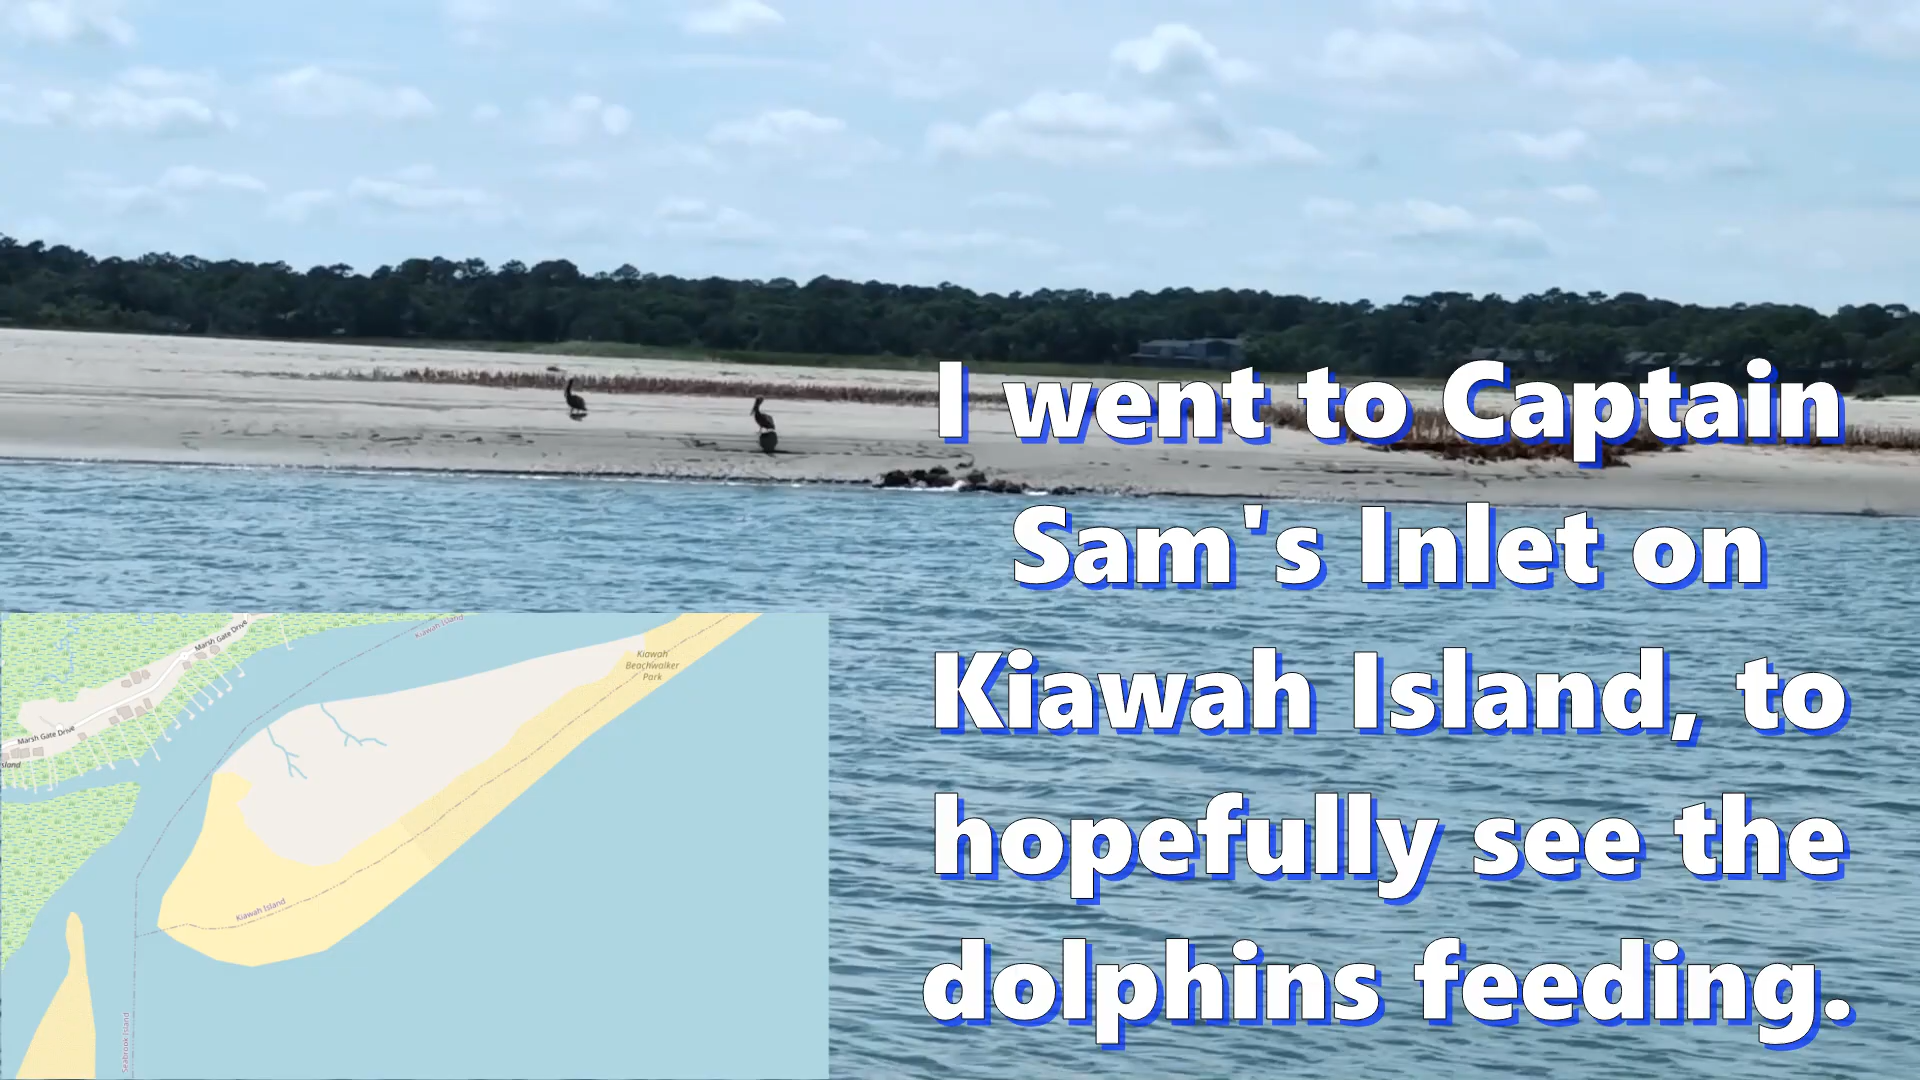 I went to Captain
Sam's Inlet on
Kiawah Island, to
hopefully see the
dolphins feeding.
Kiawah Island
Marsh Gate Drive
Kiawah
Beachwalker
Park
Marsh Gate Drive
sland
Kiawah Island
Seabrook Island